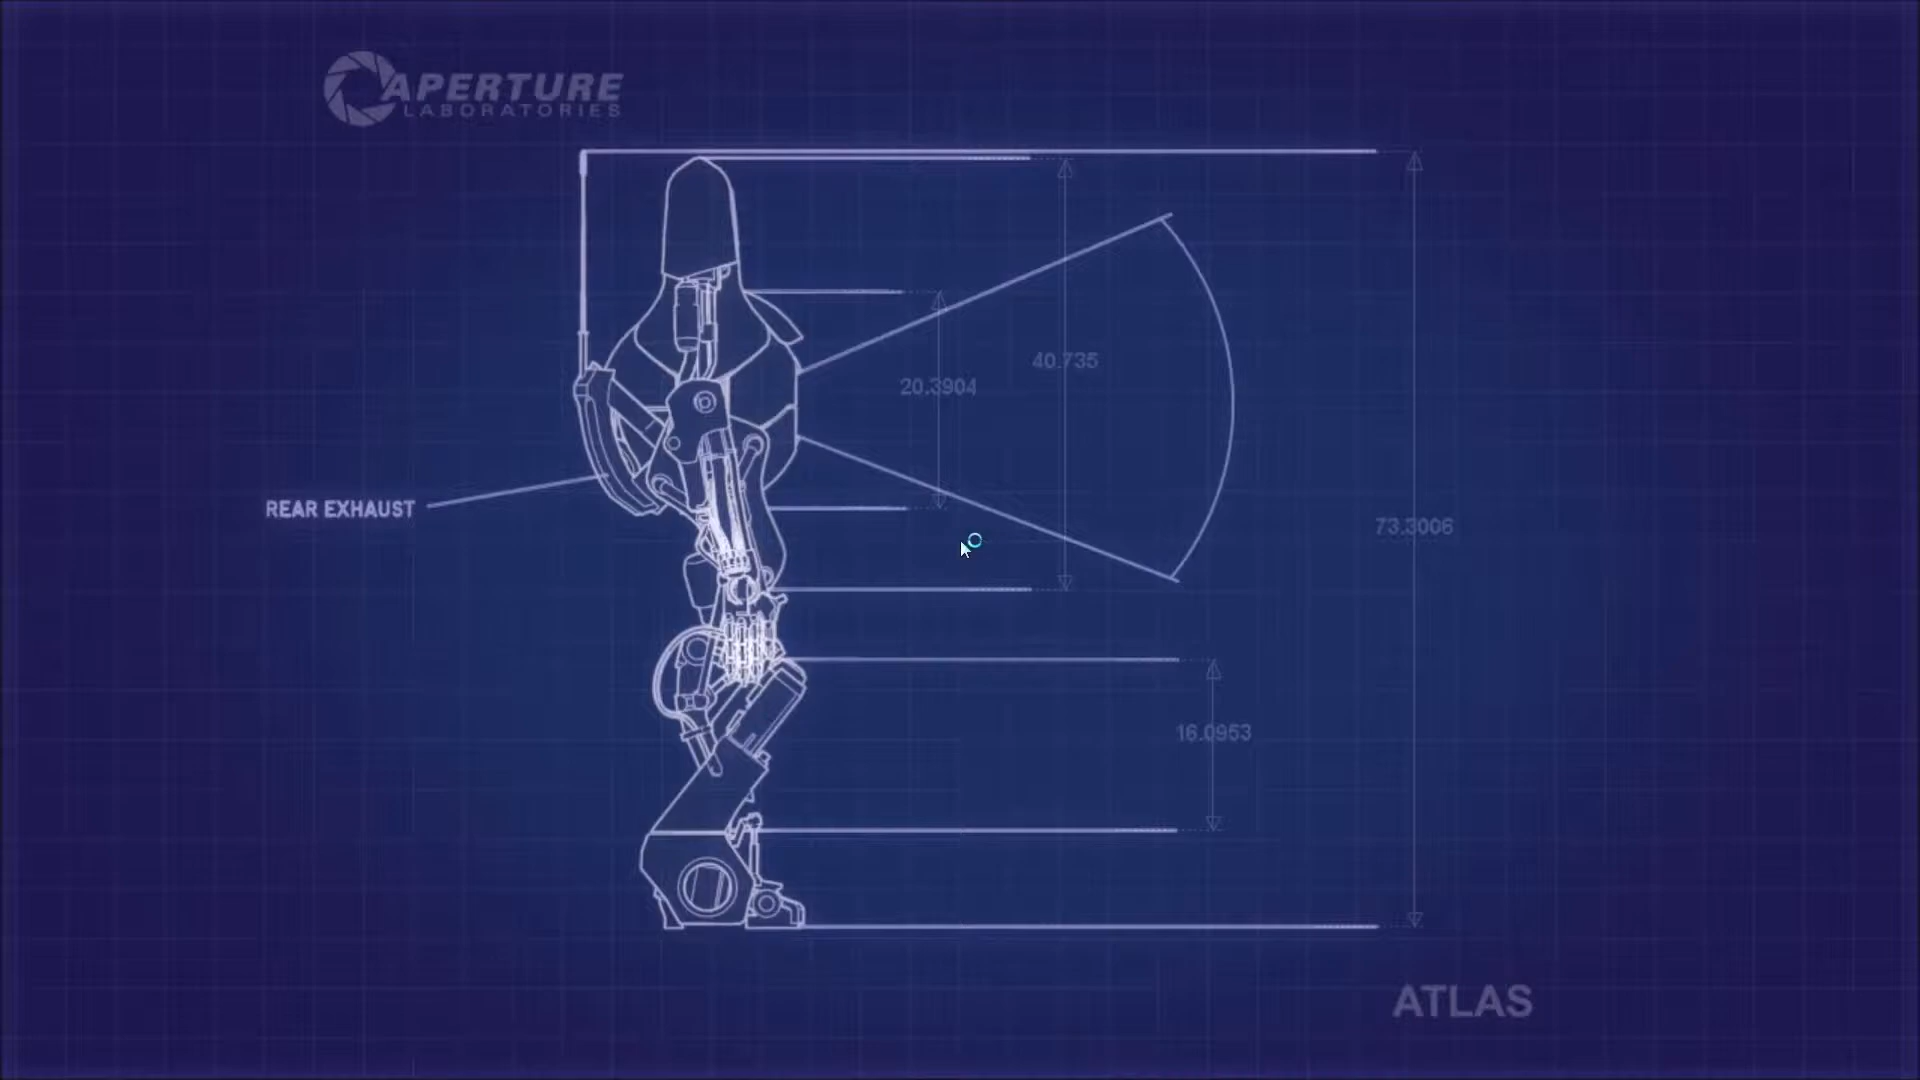 APERTURE
LABORATORIES
40.735
20.3904
REAR EXHAUST
73.3006
16.0953
ATLAS